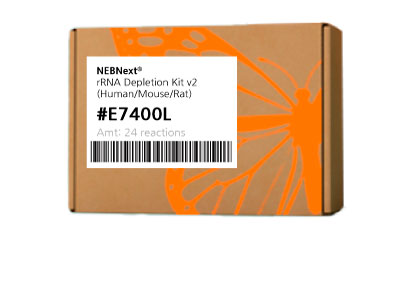 NEBNext®
rRNA Depletion Kit v2
(Human/Mouse/Rat)
#E7400L
Amt: 24 reactions